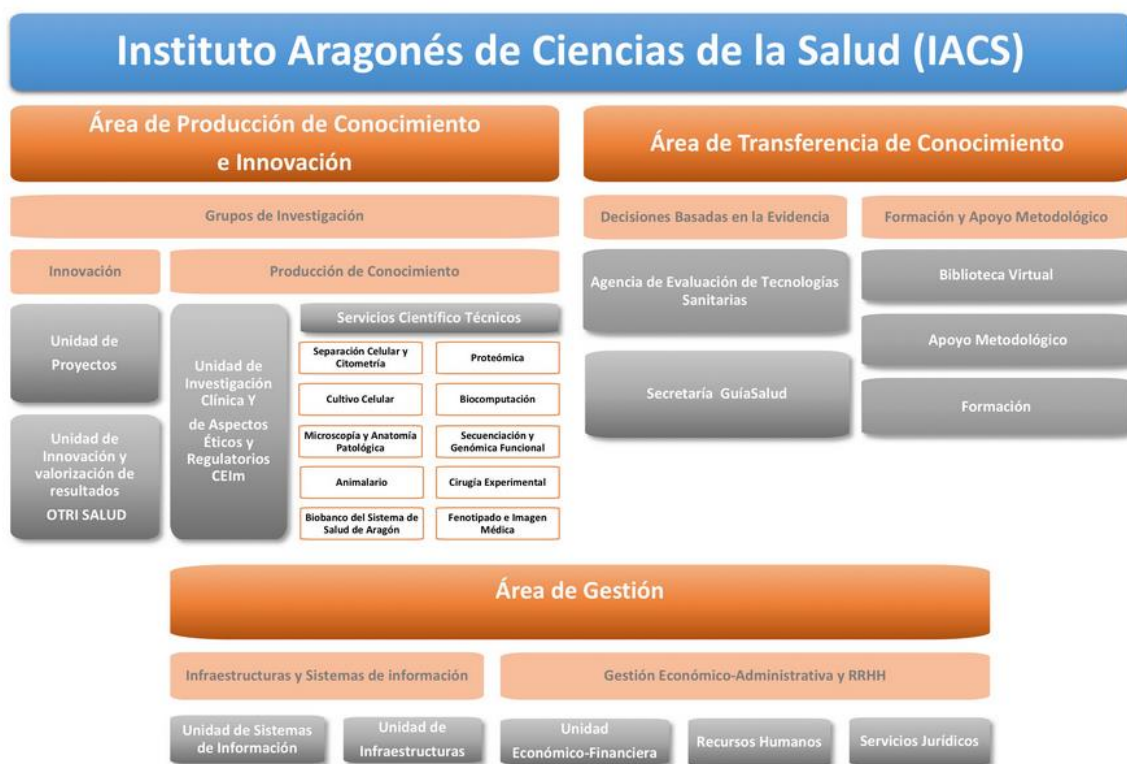 Instituto Aragonés de Ciencias de la Salud (IACS)
Área de Producción de Conocimiento
e Innovación
Grupos de Investigación
Innovación
Producción de Conocimiento
Unidad de
Proyectos
Unidad de
Innovación y
valorización de
resultados
OTRI SALUD
Unidad de
Investigación
Clínica Y
de Aspectos
Éticos y
Regulatorios
CEIm
Servicios Científico Técnicos
Separación Celular y
Citometría
Proteómica
Cultivo Celular
Biocomputación
Microscopía y Anatomía
Patológica
Secuenciación y
Genómica Funcional
Animalario
Cirugía Experimental
Biobanco del Sistema de
Salud de Aragón
Fenotipado e Imagen
Médica
Área de Transferencia de Conocimiento
Decisiones Basadas en la Evidencia
Agencia de Evaluación de Tecnologías
Sanitarias
Secretaría GuíaSalud
Formación y Apoyo Metodológico
Biblioteca Virtual
Apoyo Metodológico
Formación
Área de Gestión
Infraestructuras y Sistemas de información
Unidad de Sistemas
de Información
Unidad de
Infraestructuras
Gestión Económico-Administrativa y RRHH
Unidad
Económico-Financiera
Recursos Humanos
Servicios Jurídicos